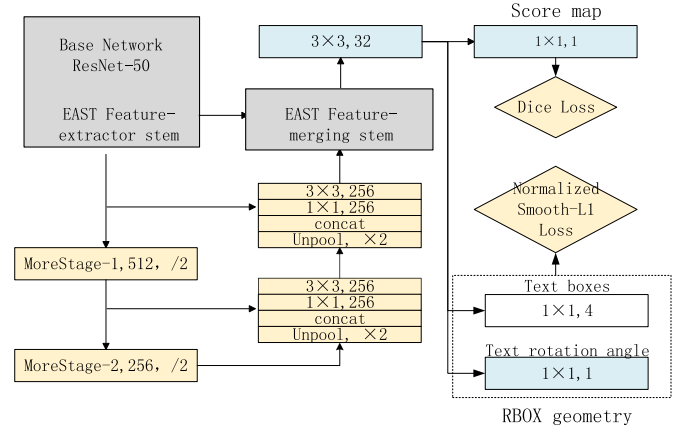 Base Network
ResNet-50
EAST Feature-
extractor stem
MoreStage-1, 512, /2
MoreStage-2, 256, /2
3×3, 32
EAST Feature-
merging stem
3×3, 256
1×1, 256
concat
Unpool, ×2
3×3, 256
1×1, 256
concat
Unpool, ×2
Score map
1×1, 1
Dice Loss
Normalized
Smooth-L1
Loss
Text boxes
1×1, 4
Text rotation angle
1×1, 1
RBOX geometry